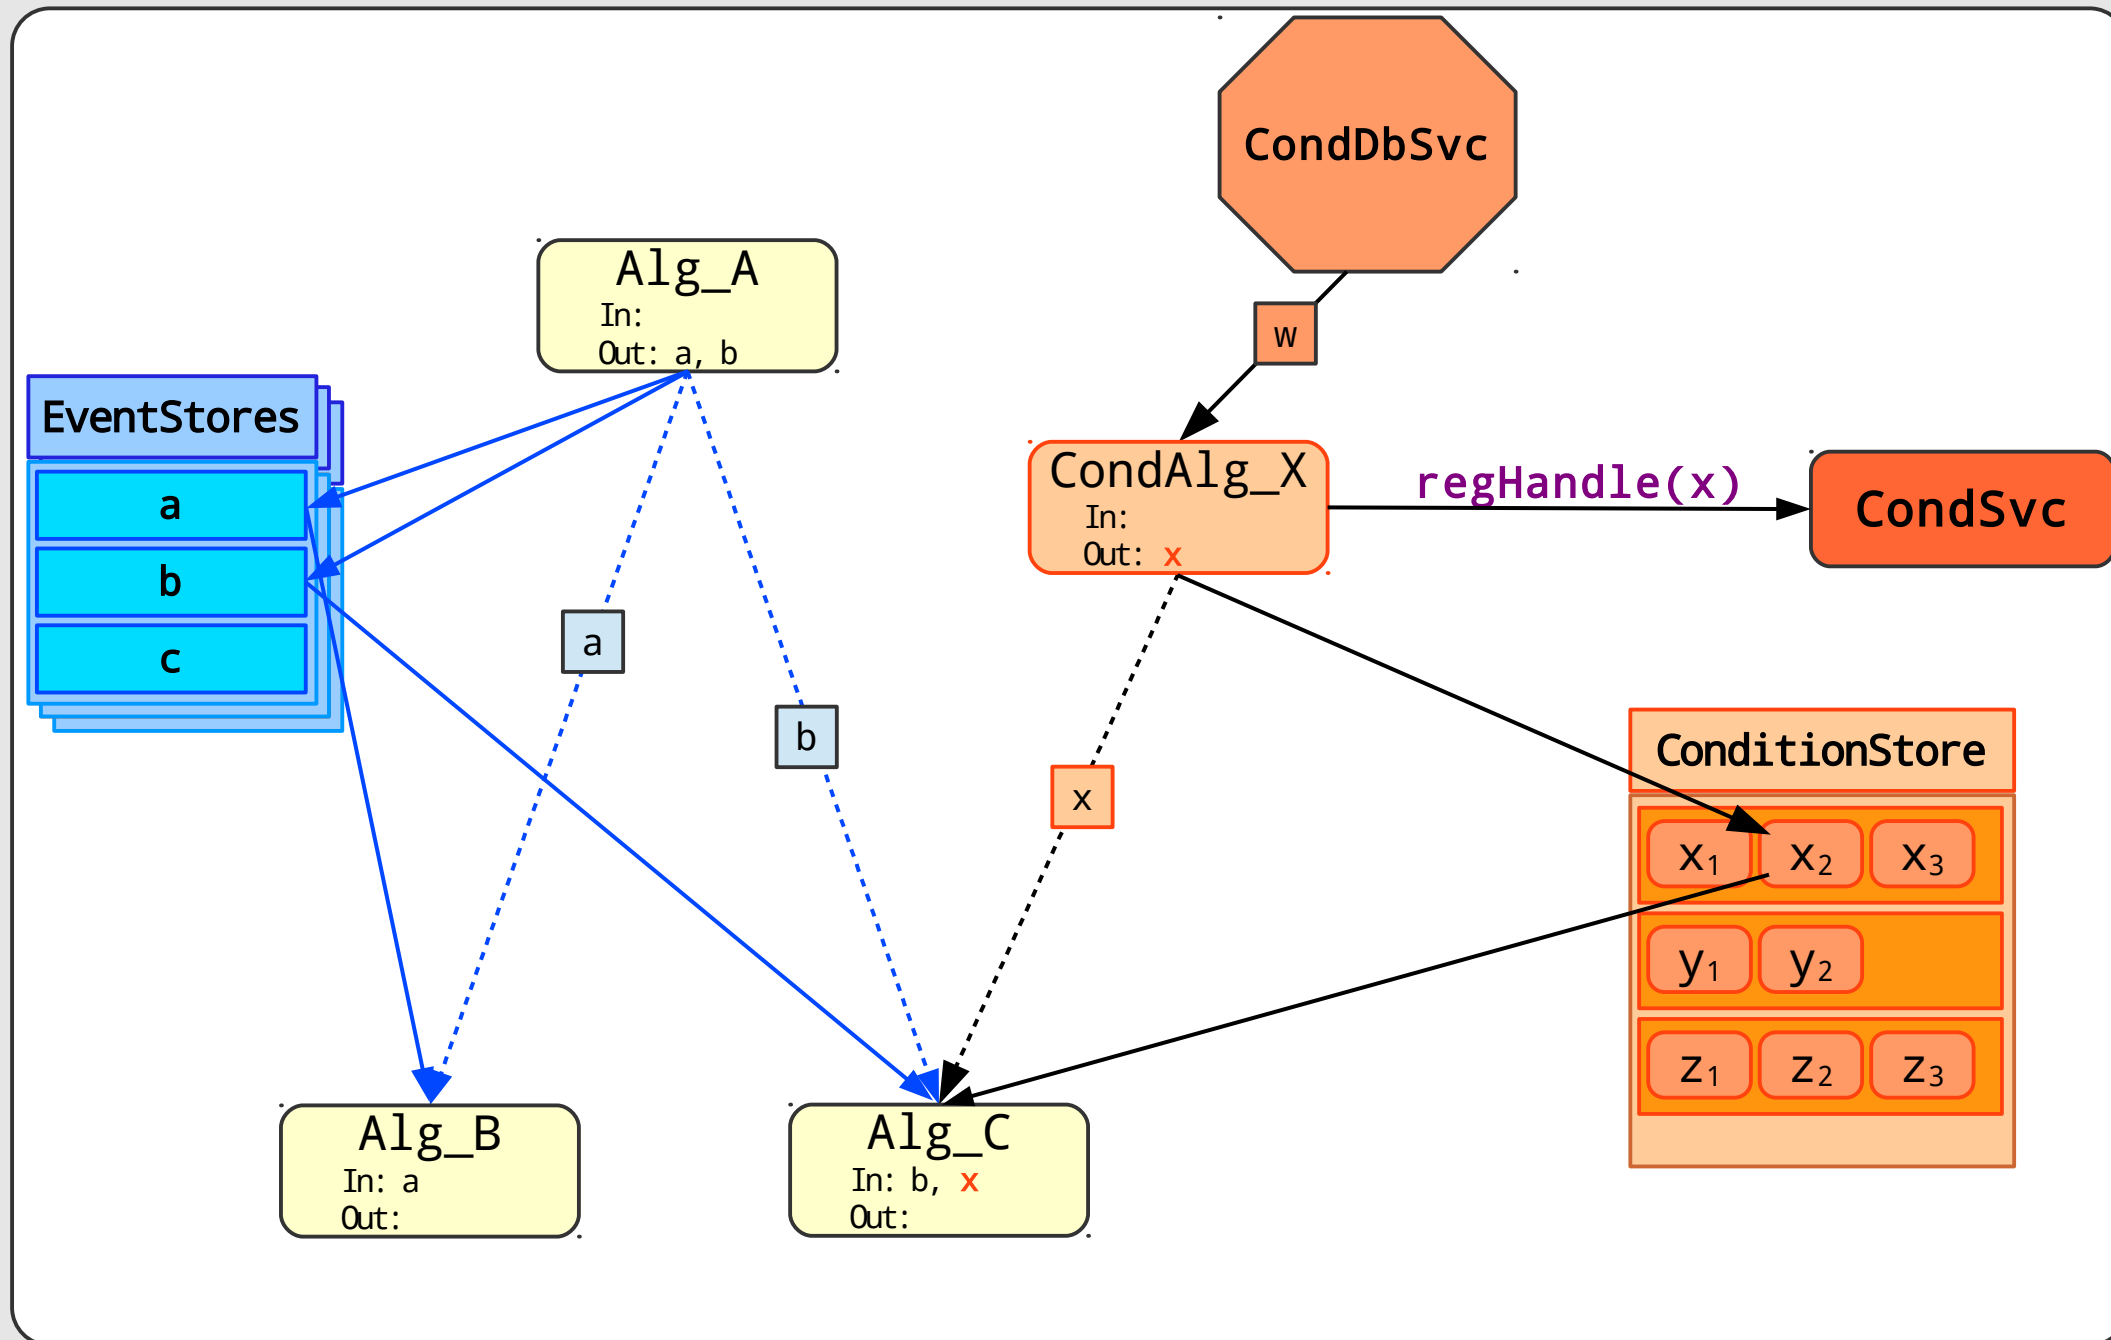 CondDbSvc
Alg_A
In:
Out: a, b
w
EventStores
a
b
c
CondAlg_X
In:
Out: x
regHandle(x)
CondSvc
a
b
x
ConditionStore
x₁ x₂ x₃
y₁ y₂
z₁ z₂ z₃
Alg_B
In: a
Out:
Alg_C
In: b, x
Out: